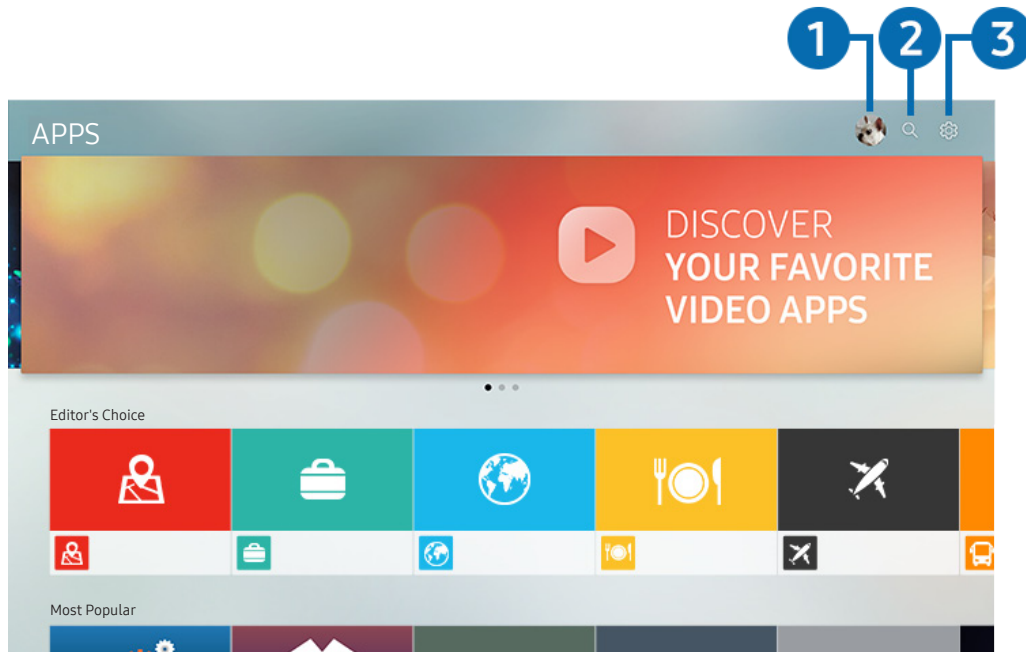 1 2 3
APPS
DISCOVER
YOUR FAVORITE
VIDEO APPS
Editor's Choice
Most Popular